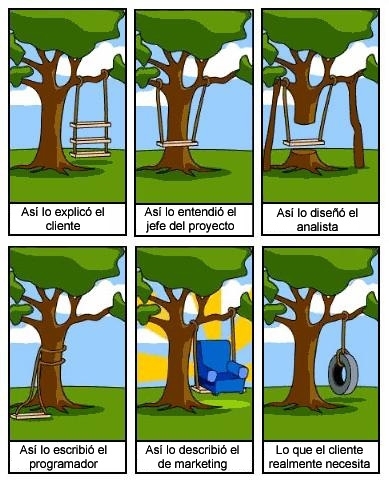 Así lo explicó el
cliente
Así lo entendió el
jefe del proyecto
Así lo diseñó el
analista
Así lo escribió el
programador
Así lo describió el
de marketing
Lo que el cliente
realmente necesita